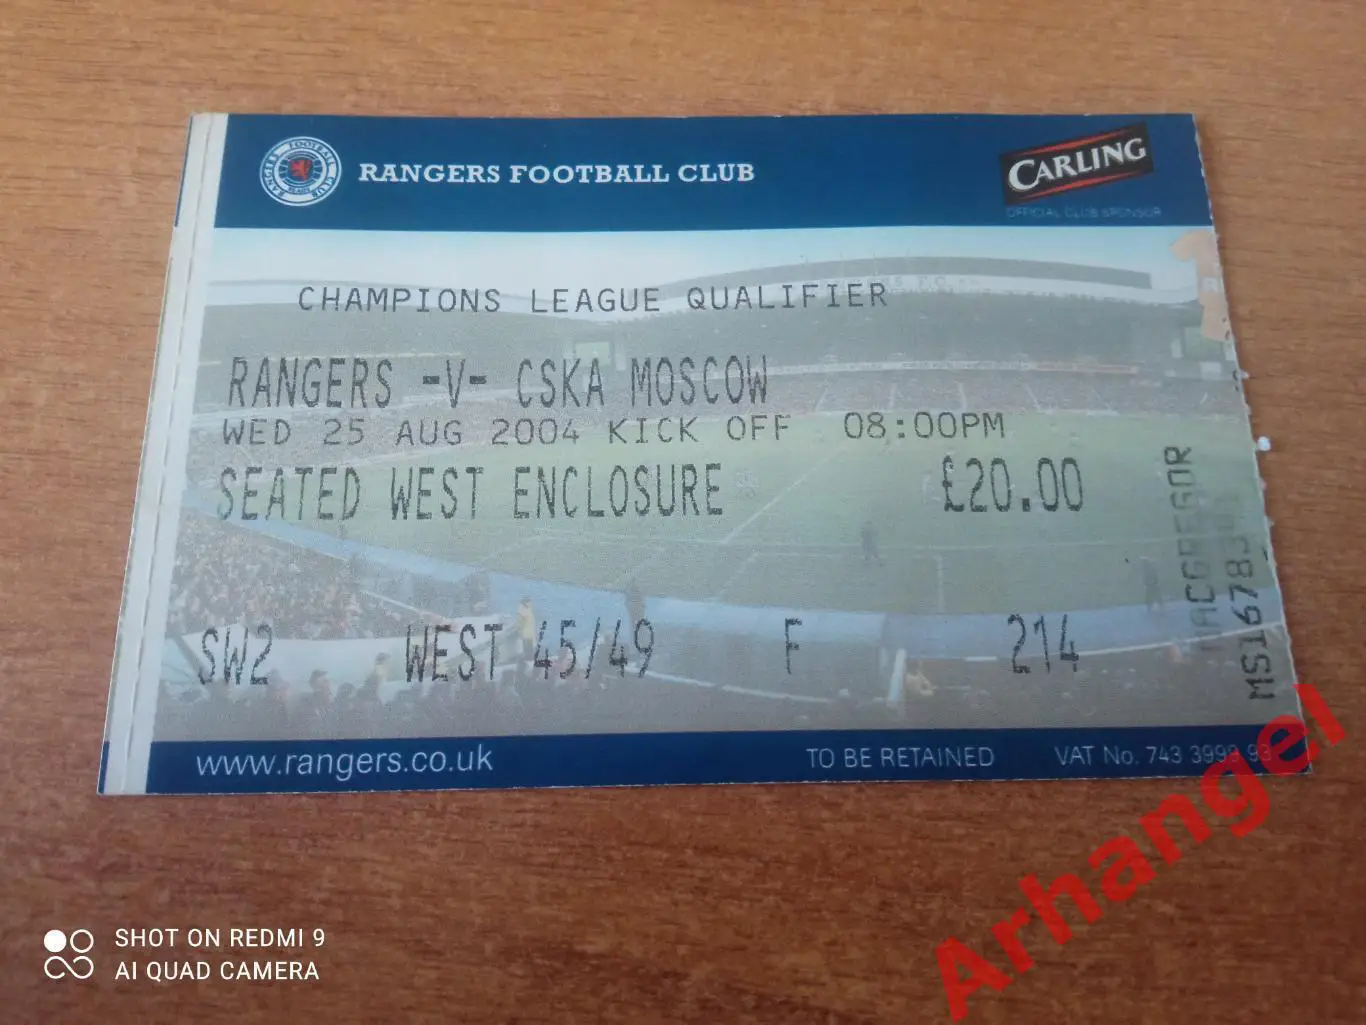 RANGERS FOOTBALL CLUB
CARLING
OFFICIAL CLUB SPONSOR
CHAMPIONS LEAGUE QUALIFIER
RANGERS -V- CSKA MOSCOW
WED 25 AUG 2004 KICK OFF 08:00PM
SEATED WEST ENCLOSURE £20.00
SW2 WEST 45/49 F 214
MACGREGOR
www.rangers.co.uk TO BE RETAINED VAT No. 743 3999 93
Arhangel
SHOT ON REDMI 9
AI QUAD CAMERA